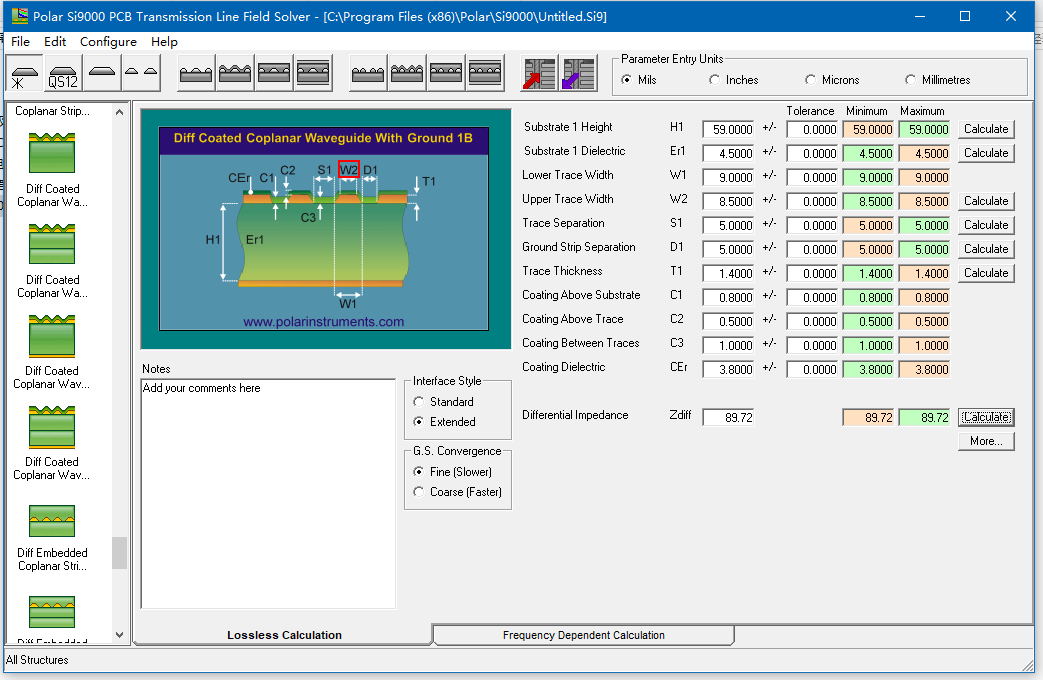 Polar Si9000 PCB Transmission Line Field Solver - [C:\Program Files (x86)\Polar\Si9000\Untitled.Si9]
File Edit Configure Help
QS12
Parameter Entry Units
Mils Inches Microns Millimetres
Coplanar Strip...
Diff Coated
Coplanar Wa...
Diff Coated
Coplanar Wa...
Diff Coated
Coplanar Wav...
Diff Coated
Coplanar Wav...
Diff Embedded
Coplanar Stri...
Diff Embedded
Diff Coated Coplanar Waveguide With Ground 1B
CEr C1 C2 S1 W2 D1 T1
C3
H1 Er1
W1
www.polarinstruments.com
Notes
Add your comments here
Interface Style
Standard
Extended
G.S. Convergence
Fine (Slower)
Coarse (Faster)
Tolerance Minimum Maximum
Substrate 1 Height H1 59.0000 +/- 0.0000 59.0000 59.0000 Calculate
Substrate 1 Dielectric Er1 4.5000 +/- 0.0000 4.5000 4.5000 Calculate
Lower Trace Width W1 9.0000 +/- 0.0000 9.0000 9.0000
Upper Trace Width W2 8.5000 +/- 0.0000 8.5000 8.5000 Calculate
Trace Separation S1 5.0000 +/- 0.0000 5.0000 5.0000 Calculate
Ground Strip Separation D1 5.0000 +/- 0.0000 5.0000 5.0000 Calculate
Trace Thickness T1 1.4000 +/- 0.0000 1.4000 1.4000 Calculate
Coating Above Substrate C1 0.8000 +/- 0.0000 0.8000 0.8000
Coating Above Trace C2 0.5000 +/- 0.0000 0.5000 0.5000
Coating Between Traces C3 1.0000 +/- 0.0000 1.0000 1.0000
Coating Dielectric CEr 3.8000 +/- 0.0000 3.8000 3.8000
Differential Impedance Zdiff 89.72 89.72 89.72 Calculate
More...
Lossless Calculation Frequency Dependent Calculation
All Structures